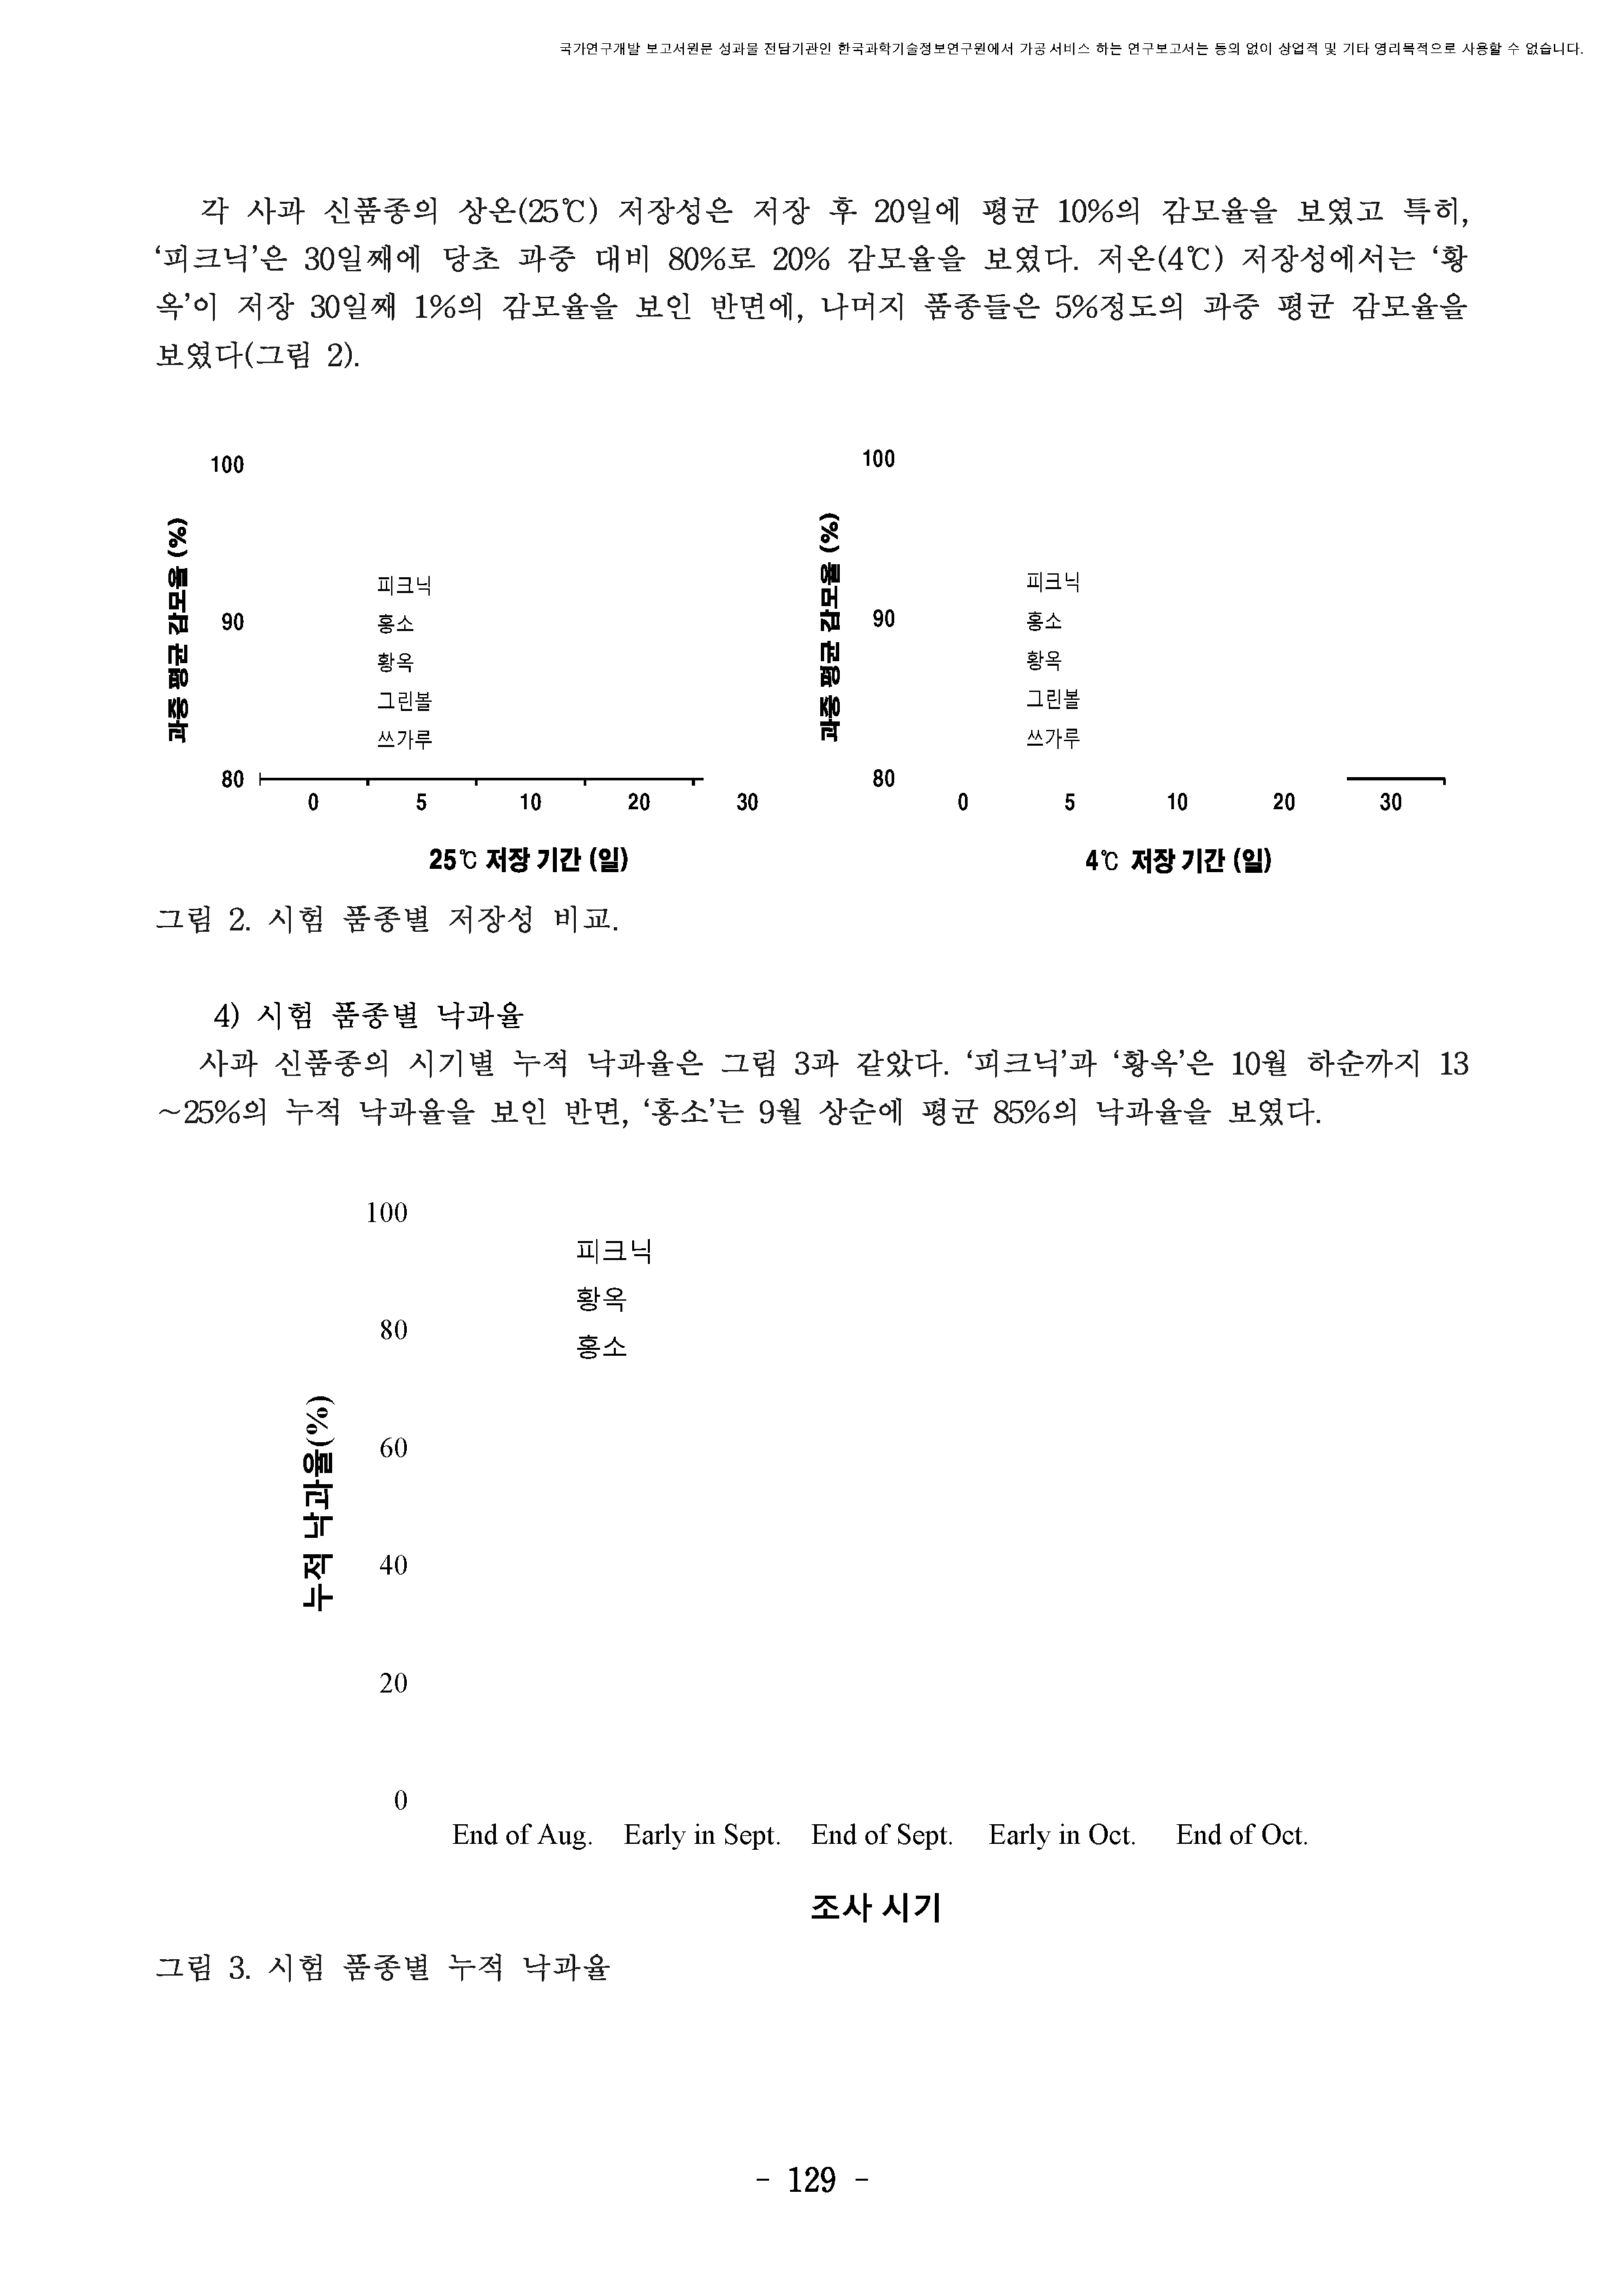 국가연구개발 보고서원문 성과물 전담기관인 한국과학기술정보연구원에서 가공·서비스 하는 연구보고서는 동의 없이 상업적 및 기타 영리목적으로 사용할 수 없습니다.
각 사과 신품종의 상온(25℃) 저장성은 저장 후 20일에 평균 10%의 감모율을 보였고 특히,
‘피크닉’은 30일째에 당초 과중 대비 80%로 20% 감모율을 보였다. 저온(4℃) 저장성에서는 ‘황
옥’이 저장 30일째 1%의 감모율을 보인 반면에, 나머지 품종들은 5%정도의 과중 평균 감모율을
보였다(그림 2).
과중 평균 감모율 (%)
100
90
80
피크닉
홍소
황옥
그린볼
쓰가루
0 5 10 20 30
25℃ 저장 기간 (일)
과중 평균 감모율 (%)
100
90
80
피크닉
홍소
황옥
그린볼
쓰가루
0 5 10 20 30
4℃ 저장 기간 (일)
그림 2. 시험 품종별 저장성 비교.
4) 시험 품종별 낙과율
사과 신품종의 시기별 누적 낙과율은 그림 3과 같았다. ‘피크닉’과 ‘황옥’은 10월 하순까지 13
~25%의 누적 낙과율을 보인 반면, ‘홍소’는 9월 상순에 평균 85%의 낙과율을 보였다.
누적 낙과율(%)
100
80
60
40
20
0
피크닉
황옥
홍소
End of Aug. Early in Sept. End of Sept. Early in Oct. End of Oct.
조사 시기
그림 3. 시험 품종별 누적 낙과율
- 129 -